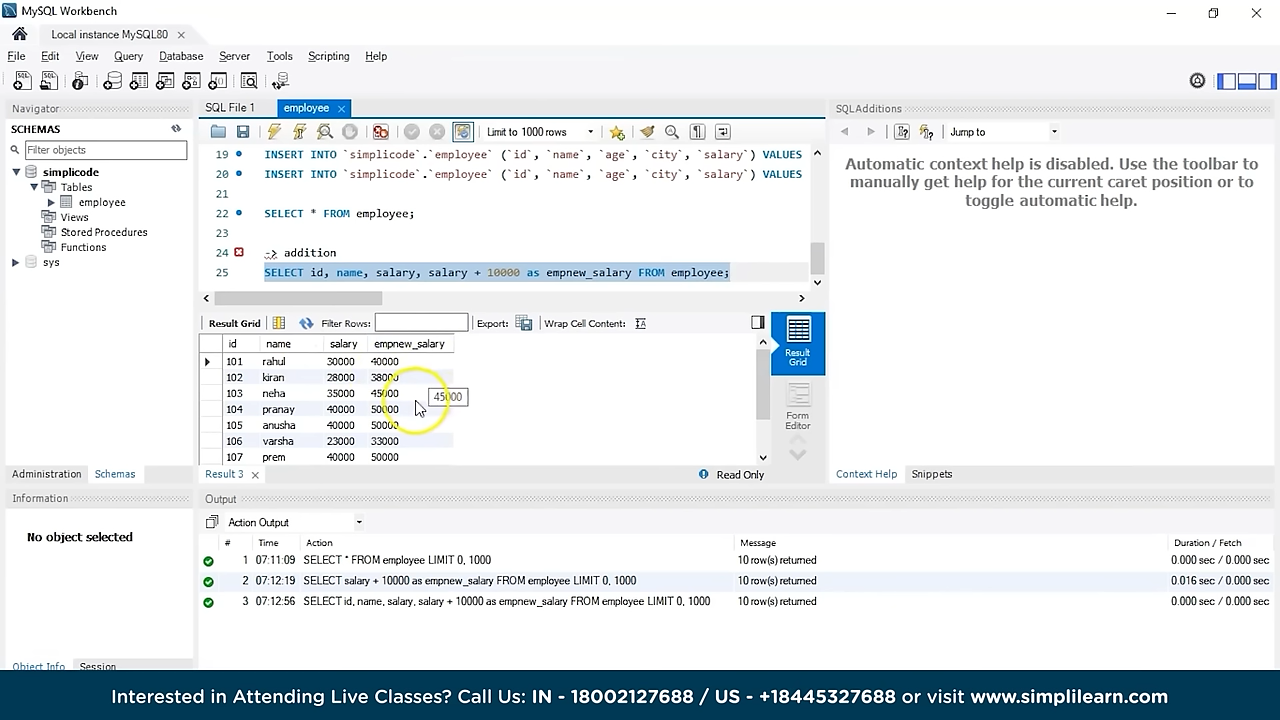 MySQL Workbench
Local instance MySQL80
File Edit View Query Database Server Tools Scripting Help
Navigator
SCHEMAS
Filter objects
simplicode
Tables
employee
Views
Stored Procedures
Functions
sys
Administration Schemas
Information
No object selected
Object Info Session
SQL File 1 employee
Limit to 1000 rows
19 INSERT INTO `simplicode`.`employee` (`id`, `name`, `age`, `city`, `salary`) VALUES
20 INSERT INTO `simplicode`.`employee` (`id`, `name`, `age`, `city`, `salary`) VALUES
21
22 SELECT * FROM employee;
23
24 -> addition
25 SELECT id, name, salary, salary + 10000 as empnew_salary FROM employee;
Result Grid Filter Rows: Export: Wrap Cell Content:
id name salary empnew_salary
101 rahul 30000 40000
102 kiran 28000 38000
103 neha 35000 45000
45000
104 pranay 40000 50000
105 anusha 40000 50000
106 varsha 23000 33000
107 prem 40000 50000
Result Grid
Form Editor
Result 3 Read Only
SQLAdditions
Jump to
Automatic context help is disabled. Use the toolbar to
manually get help for the current caret position or to
toggle automatic help.
Context Help Snippets
Output
Action Output
# Time Action Message Duration / Fetch
1 07:11:09 SELECT * FROM employee LIMIT 0, 1000 10 row(s) returned 0.000 sec / 0.000 sec
2 07:12:19 SELECT salary + 10000 as empnew_salary FROM employee LIMIT 0, 1000 10 row(s) returned 0.016 sec / 0.000 sec
3 07:12:56 SELECT id, name, salary, salary + 10000 as empnew_salary FROM employee LIMIT 0, 1000 10 row(s) returned 0.000 sec / 0.000 sec
Interested in Attending Live Classes? Call Us: IN - 18002127688 / US - +18445327688 or visit www.simplilearn.com